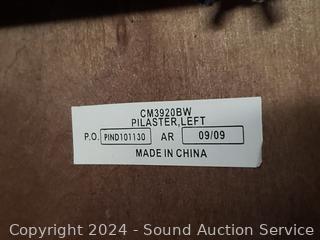 CM3920BW
PILASTER,LEFT
P.O. PIND101130 AR 09/09
MADE IN CHINA
Copyright © 2024 - Sound Auction Service